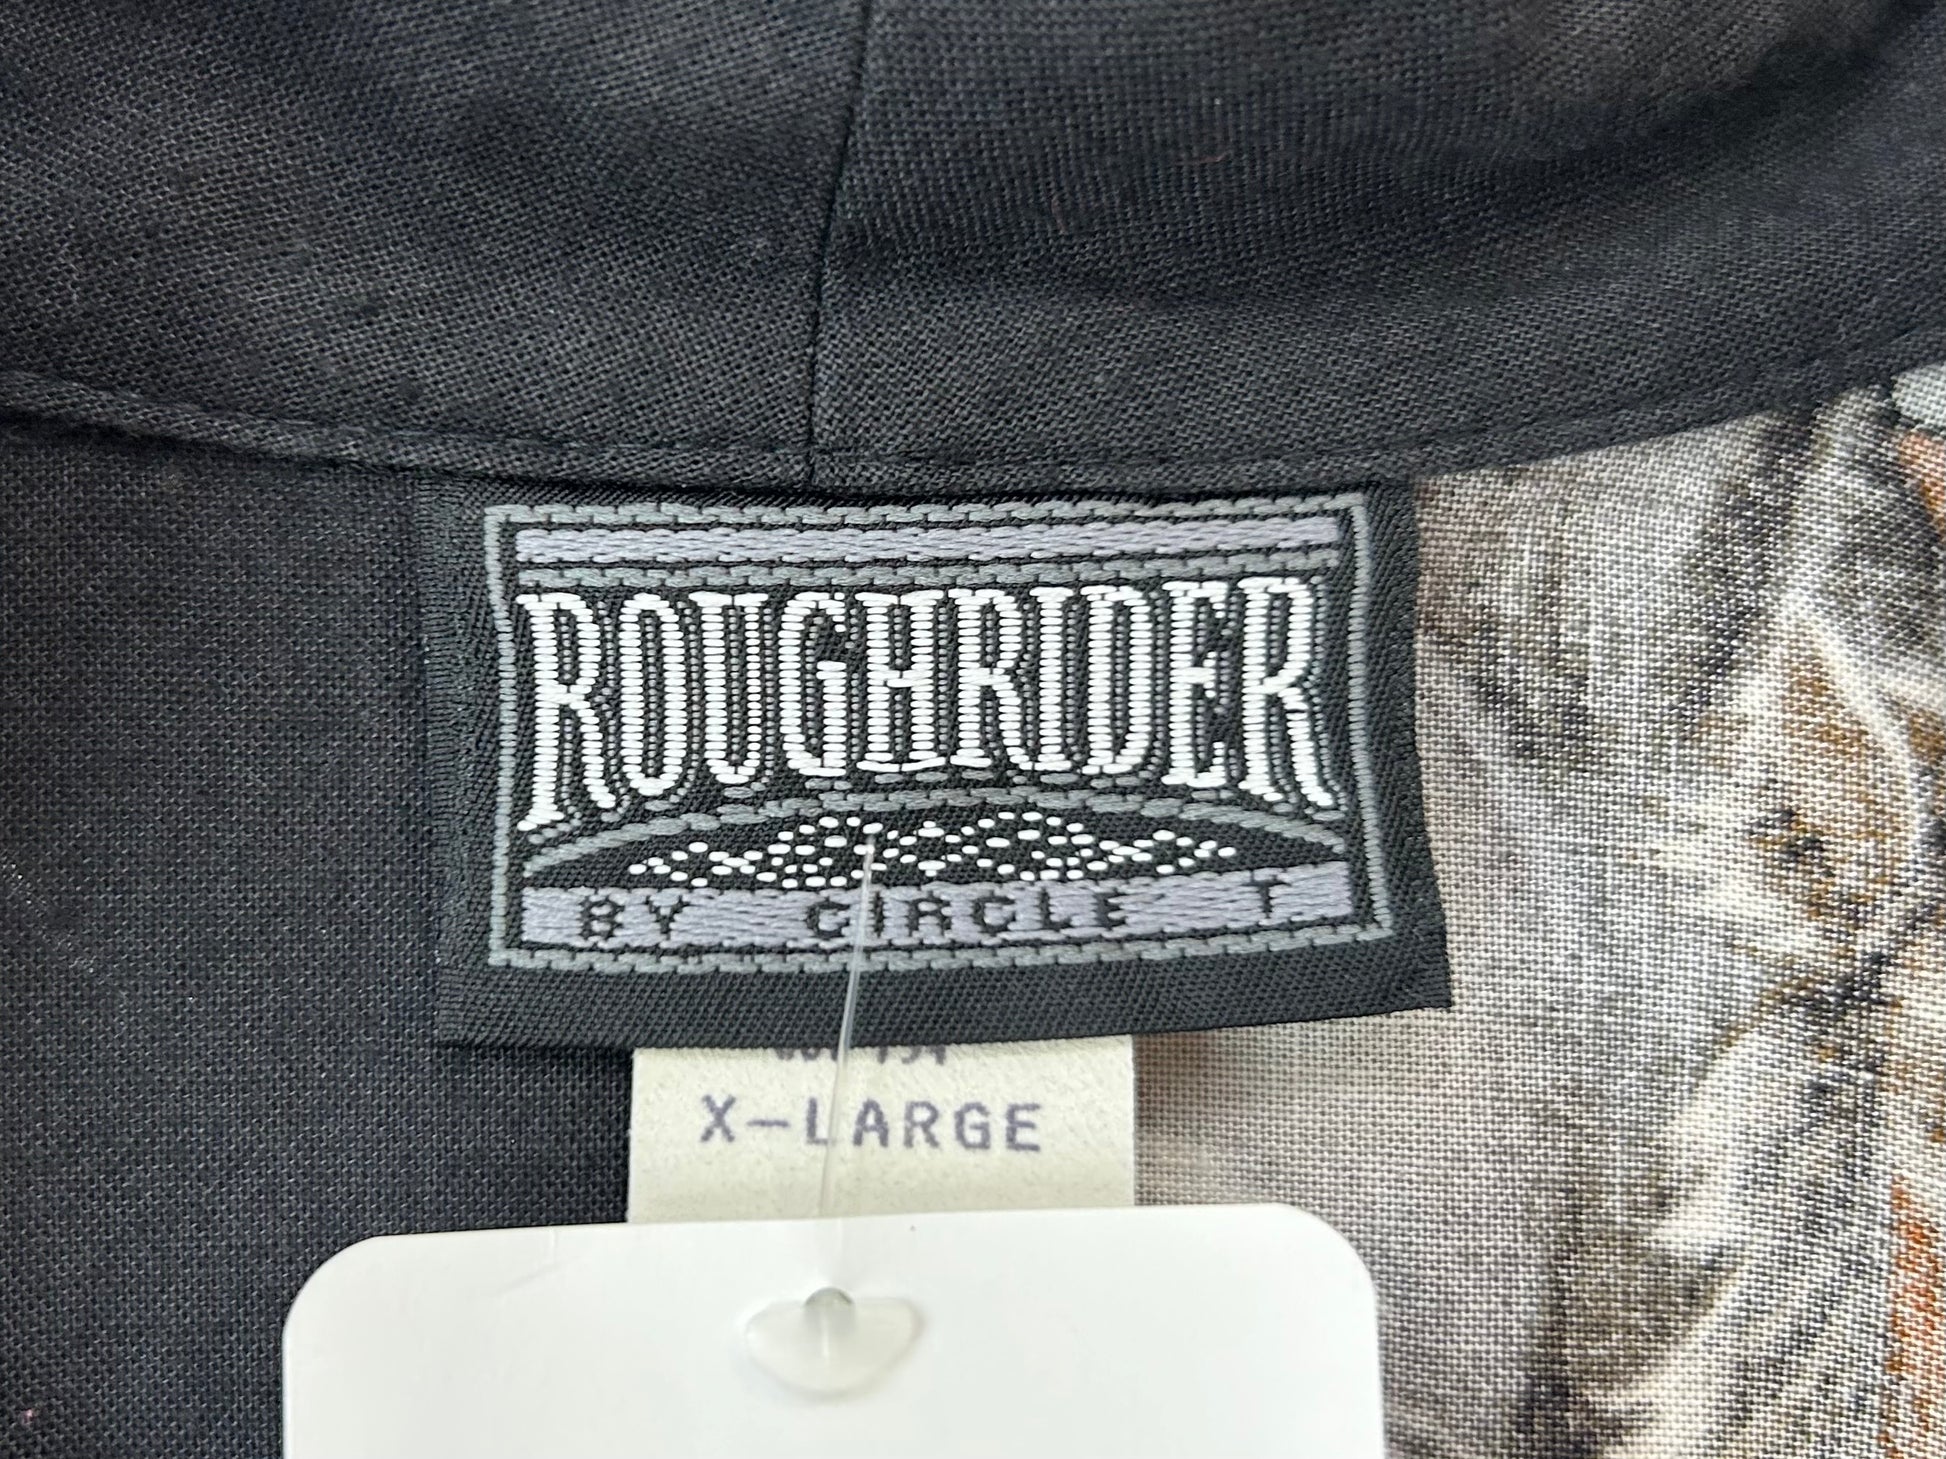 ROUGHRIDER
BY CIRCLE T
X-LARGE